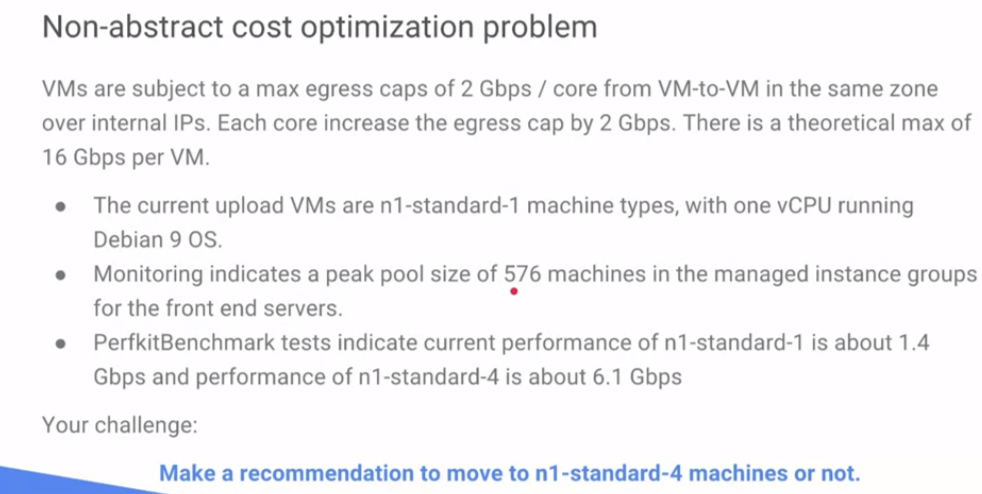 Non-abstract cost optimization problem
VMs are subject to a max egress caps of 2 Gbps / core from VM-to-VM in the same zone
over internal IPs. Each core increase the egress cap by 2 Gbps. There is a theoretical max of
16 Gbps per VM.
● The current upload VMs are n1-standard-1 machine types, with one vCPU running
Debian 9 OS.
● Monitoring indicates a peak pool size of 576 machines in the managed instance groups
for the front end servers.
● PerfkitBenchmark tests indicate current performance of n1-standard-1 is about 1.4
Gbps and performance of n1-standard-4 is about 6.1 Gbps
Your challenge:
Make a recommendation to move to n1-standard-4 machines or not.